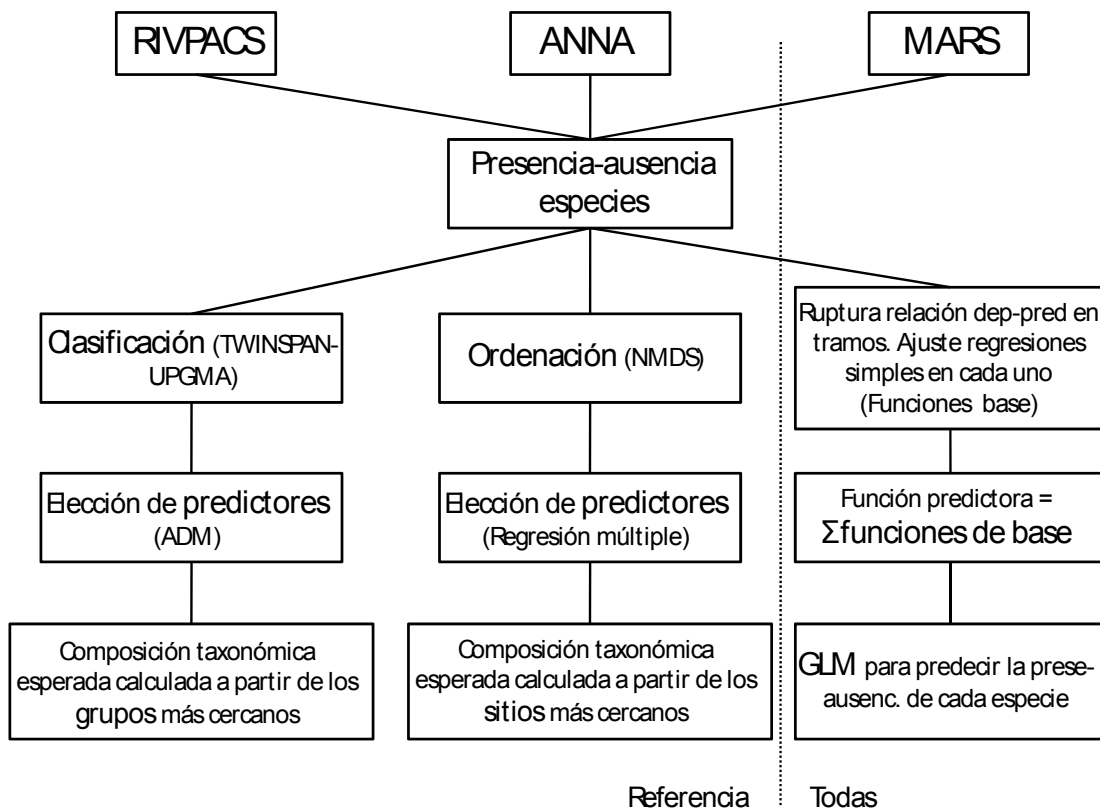 RIVPACS
ANNA
MARS
Presencia-ausencia
especies
Clasificación (TWINSPAN-
UPGMA)
Ordenación (NMDS)
Ruptura relación dep-pred en
tramos. Ajuste regresiones
simples en cada uno
(Funciones base)
Elección de predictores
(ADM)
Elección de predictores
(Regresión múltiple)
Función predictora =
Σfunciones de base
Composición taxonómica
esperada calculada a partir de los
grupos más cercanos
Composición taxonómica
esperada calculada a partir de los
sitios más cercanos
GLM para predecir la prese-
ausenc. de cada especie
Referencia
Todas